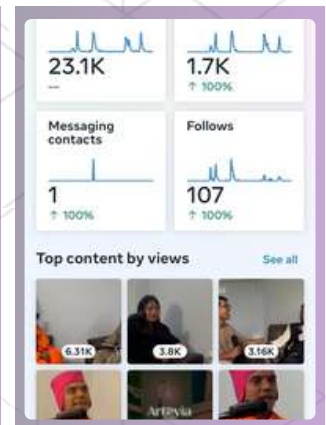 23.1K
--
1.7K
↑ 100%
Messaging
contacts
1
↑ 100%
Follows
107
↑ 100%
Top content by views
See all
6.31K
3.8K
3.16K
Artevia